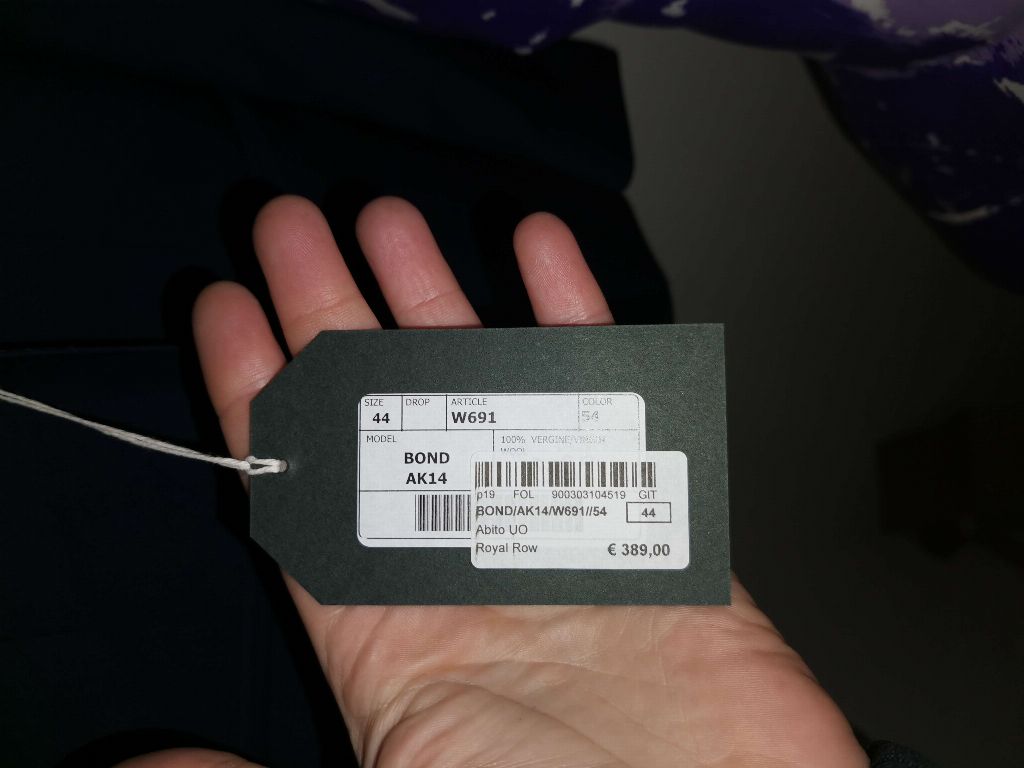 SIZE DROP ARTICLE COLOR
44 W691 54
MODEL 100% VERGINE/VIRGIN
WOOL
BOND
AK14
p19 FOL 900303104519 GIT
BOND/AK14/W691//54 44
Abito UO
Royal Row € 389,00